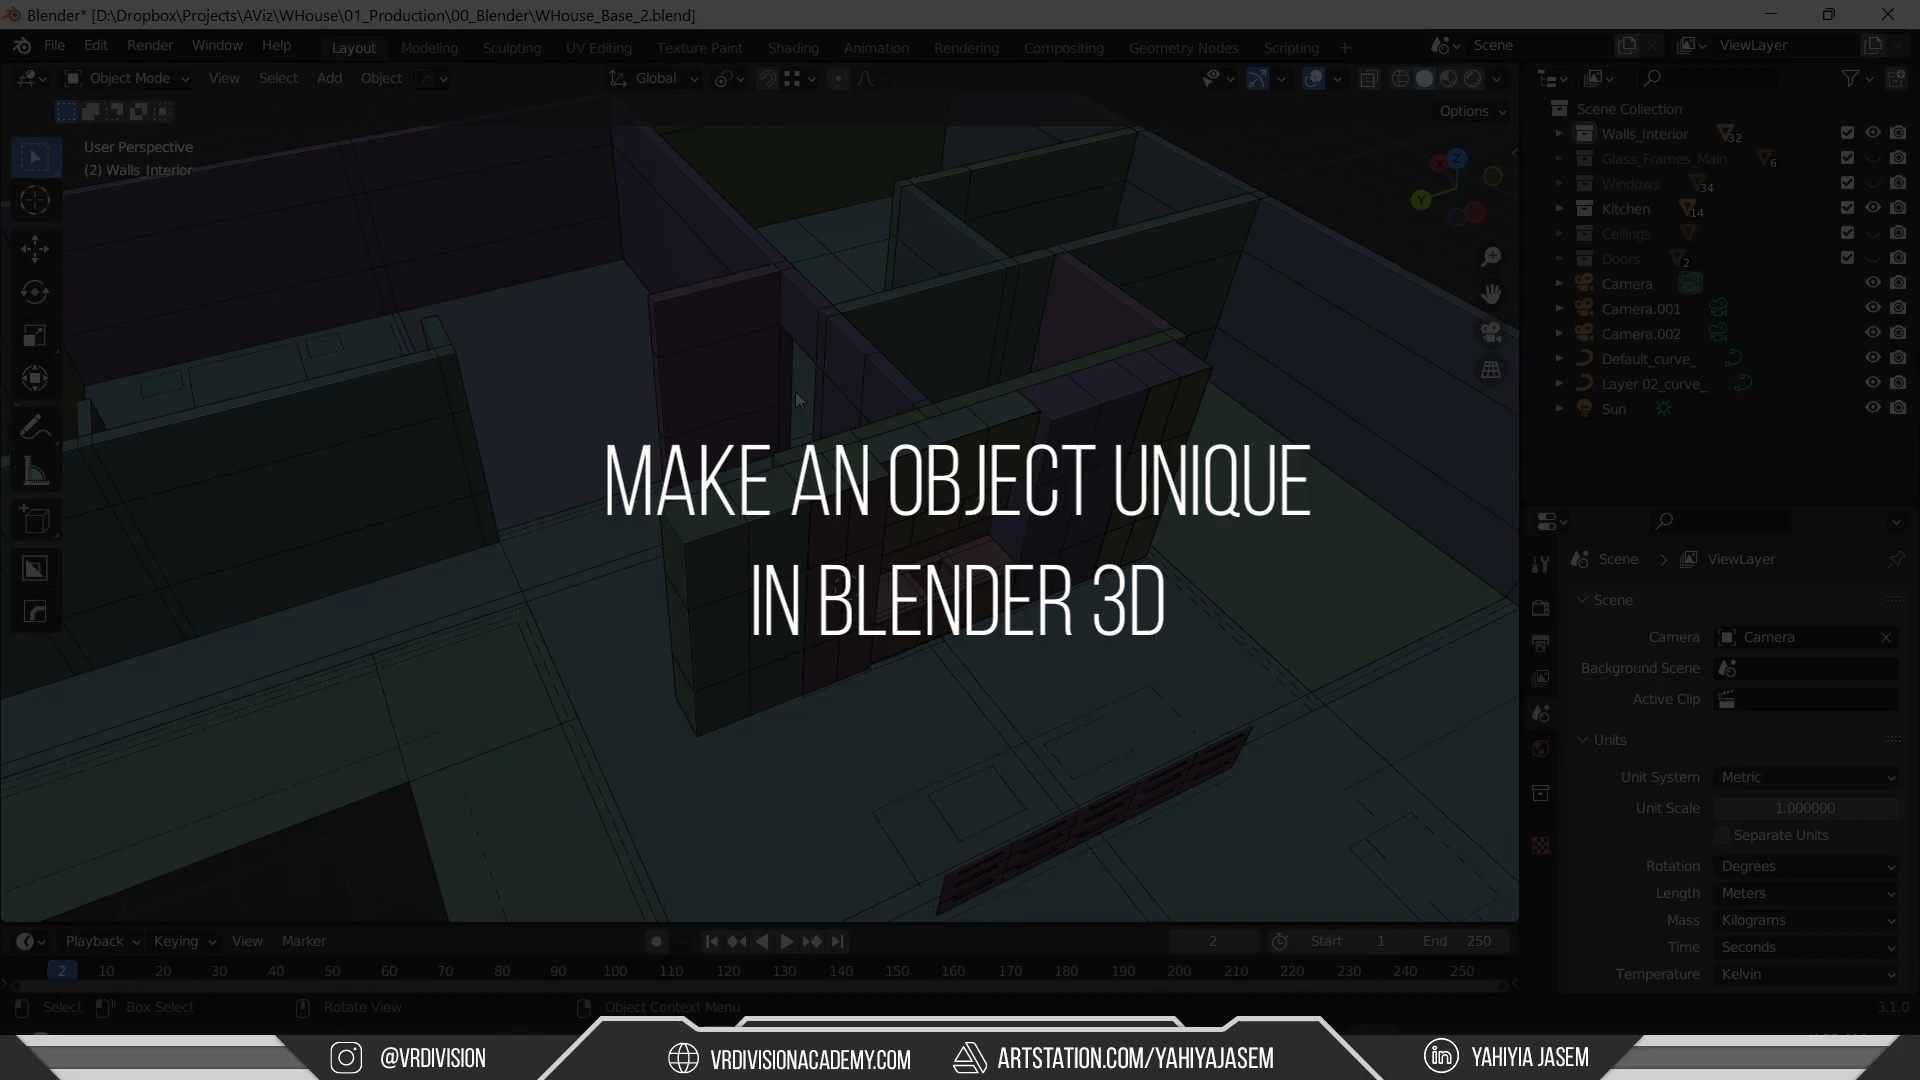 Blender* [D:\Dropbox\Projects\AViz\WHouse\01_Production\00_Blender\WHouse_Base_2.blend]
File Edit Render Window Help Layout Modeling Sculpting UV Editing Texture Paint Shading Animation Rendering Compositing Geometry Nodes Scripting + Scene ViewLayer
Object Mode View Select Add Object Global
Options
User Perspective
(2) Walls_Interior
X Z Y
Scene Collection
Walls_Interior 32
Glass_Frames_Main 6
Windows 34
Kitchen 14
Ceilings
Doors 2
Camera
Camera.001
Camera.002
Default_curve_
Layer 02_curve_
Sun
MAKE AN OBJECT UNIQUE
IN BLENDER 3D
Scene > ViewLayer
Scene
Camera Camera
Background Scene
Active Clip
Units
Unit System Metric
Unit Scale 1.000000
Separate Units
Rotation Degrees
Length Meters
Mass Kilograms
Time Seconds
Temperature Kelvin
Playback Keying View Marker 2 Start 1 End 250
2 10 20 30 40 50 60 70 80 90 100 110 120 130 140 150 160 170 180 190 200 210 220 230 240 250
Select Box Select Rotate View Object Context Menu 3.1.0
@VRDIVISION VRDIVISIONACADEMY.COM ARTSTATION.COM/YAHIYAJASEM in YAHIYIA JASEM